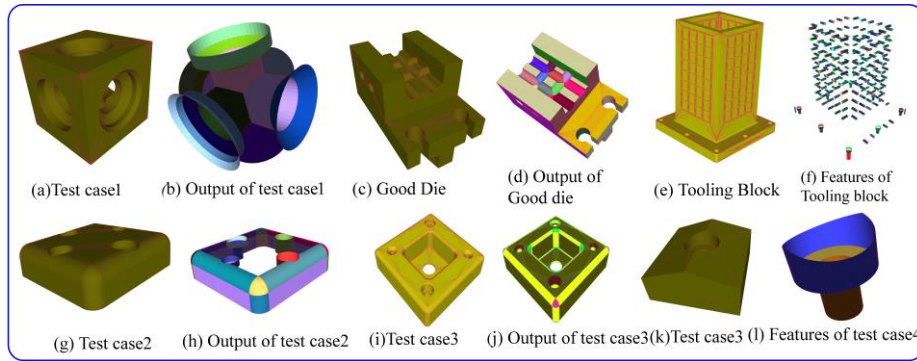 (a)Test case1
(b) Output of test case1
(c) Good Die
(d) Output of
Good die
(e) Tooling Block
(f) Features of
Tooling block
(g) Test case2
(h) Output of test case2
(i)Test case3
(j) Output of test case3
(k)Test case3
(l) Features of test case4